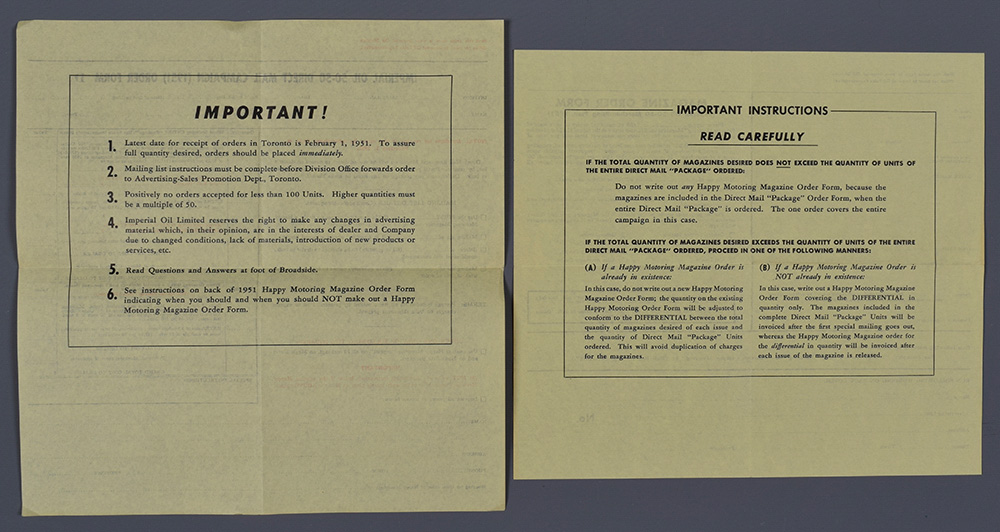 IMPORTANT!
1. Latest date for receipt of orders in Toronto is February 1, 1951. To assure
full quantity desired, orders should be placed immediately.
2. Mailing list instructions must be complete before Division Office forwards order
to Advertising-Sales Promotion Dept., Toronto.
3. Positively no orders accepted for less than 100 Units. Higher quantities must
be a multiple of 50.
4. Imperial Oil Limited reserves the right to make any changes in advertising
material which, in their opinion, are in the interests of dealer and Company
due to changed conditions, lack of materials, introduction of new products or
services, etc.
5. Read Questions and Answers at foot of Broadside.
6. See instructions on back of 1951 Happy Motoring Magazine Order Form
indicating when you should and when you should NOT make out a Happy
Motoring Magazine Order Form.
IMPORTANT INSTRUCTIONS
READ CAREFULLY
IF THE TOTAL QUANTITY OF MAGAZINES DESIRED DOES NOT EXCEED THE QUANTITY OF UNITS OF
THE ENTIRE DIRECT MAIL "PACKAGE" ORDERED:
Do not write out any Happy Motoring Magazine Order Form, because the
magazines are included in the Direct Mail "Package" Order Form, when the
entire Direct Mail "Package" is ordered. The one order covers the entire
campaign in this case.
IF THE TOTAL QUANTITY OF MAGAZINES DESIRED EXCEEDS THE QUANTITY OF UNITS OF THE ENTIRE
DIRECT MAIL "PACKAGE" ORDERED, PROCEED IN ONE OF THE FOLLOWING MANNERS:
(A) If a Happy Motoring Magazine Order is
already in existence:
In this case, do not write out a new Happy Motoring
Magazine Order Form; the quantity on the existing
Happy Motoring Order Form will be adjusted to
conform to the DIFFERENTIAL between the total
quantity of magazines desired of each issue and
the quantity of Direct Mail "Package" Units
ordered. This will avoid duplication of charges
for the magazines.
(B) If a Happy Motoring Magazine Order is
NOT already in existence:
In this case, write out a Happy Motoring Magazine
Order Form covering the DIFFERENTIAL in
quantity only. The magazines included in the
complete Direct Mail "Package" Units will be
invoiced after the first special mailing goes out,
whereas the Happy Motoring Magazine order for
the differential in quantity will be invoiced after
each issue of the magazine is released.